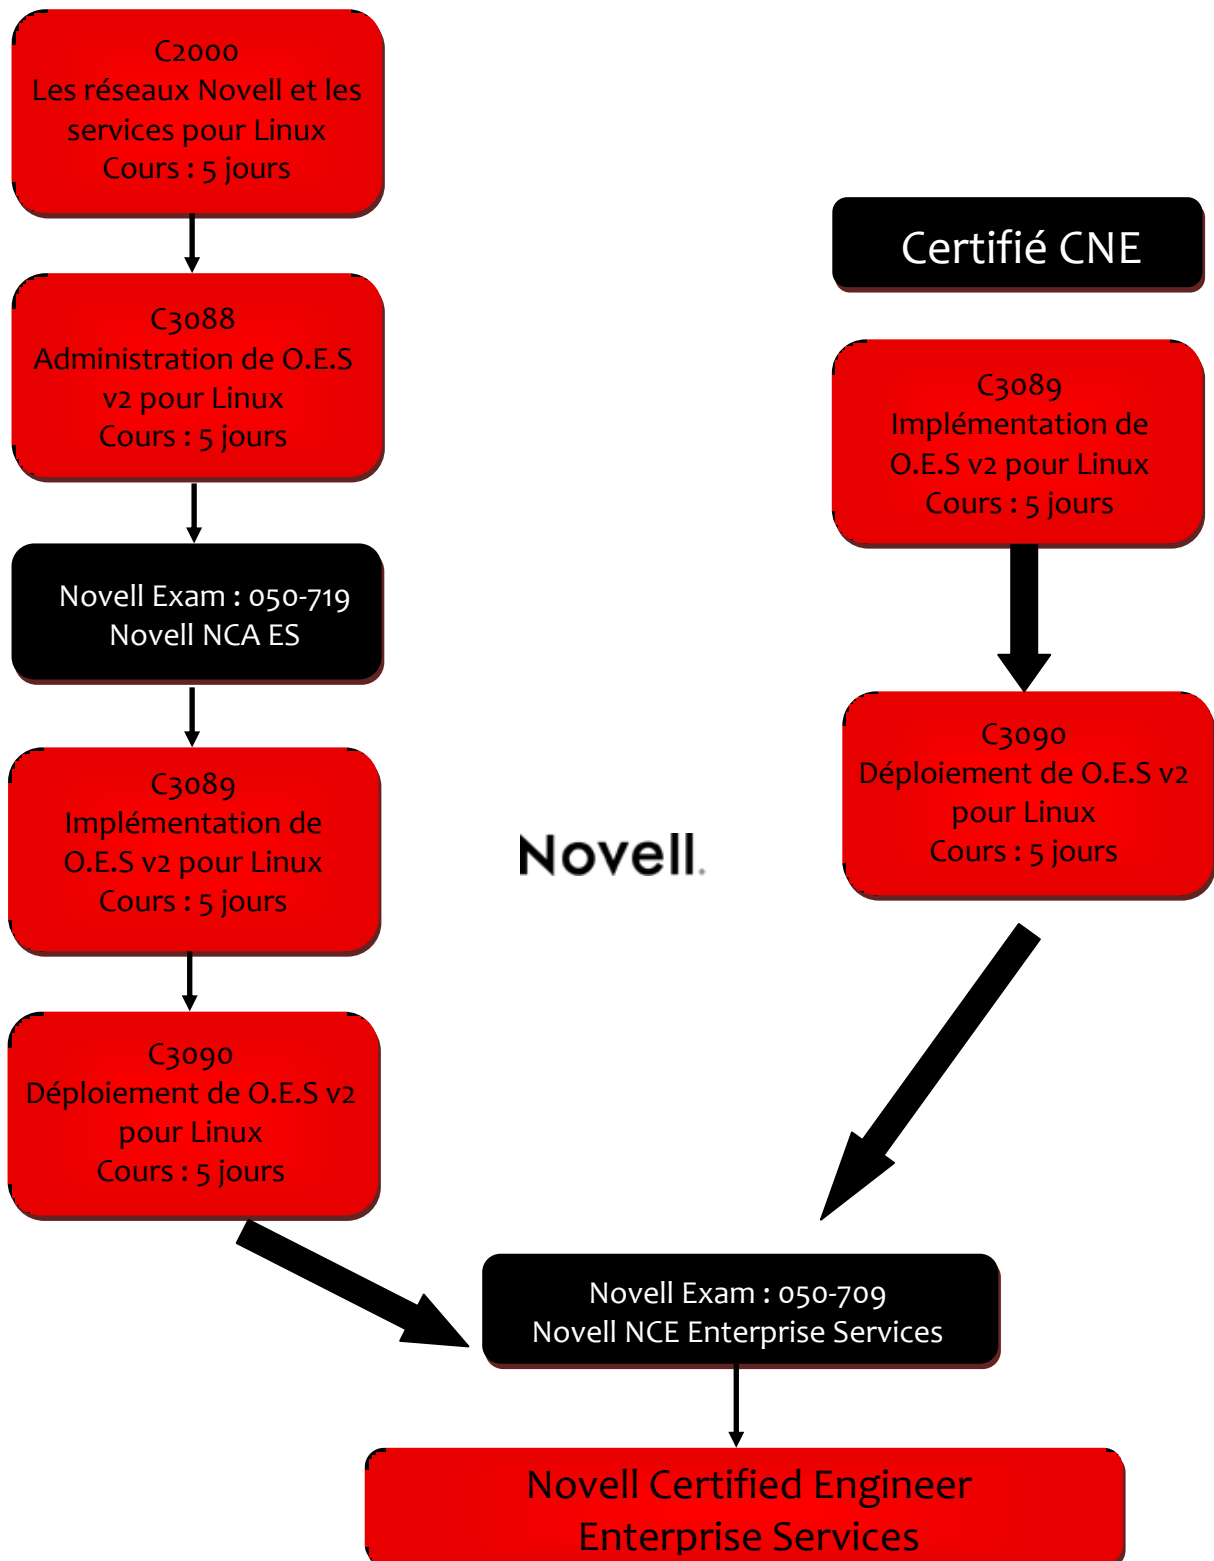 C2000
Les réseaux Novell et les
services pour Linux
Cours : 5 jours
C3088
Administration de O.E.S
v2 pour Linux
Cours : 5 jours
Novell Exam : 050-719
Novell NCA ES
C3089
Implémentation de
O.E.S v2 pour Linux
Cours : 5 jours
C3090
Déploiement de O.E.S v2
pour Linux
Cours : 5 jours
Novell.
Certifié CNE
C3089
Implémentation de
O.E.S v2 pour Linux
Cours : 5 jours
C3090
Déploiement de O.E.S v2
pour Linux
Cours : 5 jours
Novell Exam : 050-709
Novell NCE Enterprise Services
Novell Certified Engineer
Enterprise Services